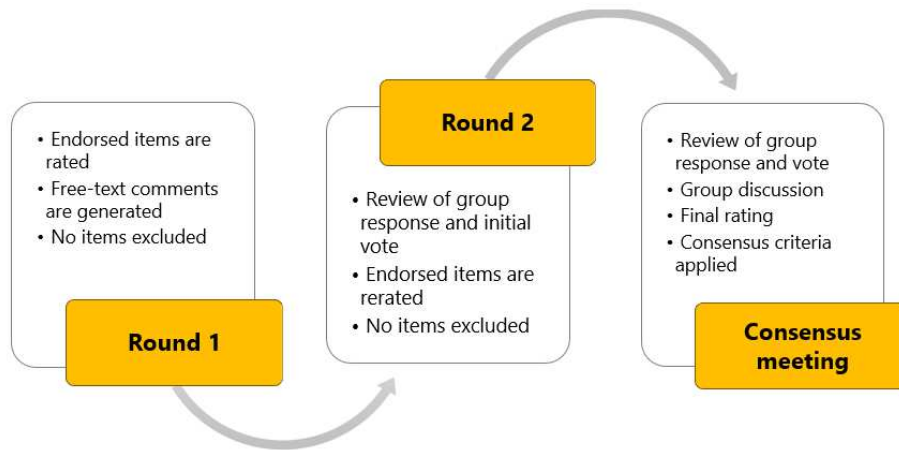 • Endorsed items are
rated
• Free-text comments
are generated
• No items excluded
Round 1
Round 2
• Review of group
response and initial
vote
• Endorsed items are
rerated
• No items excluded
• Review of group
response and vote
• Group discussion
• Final rating
• Consensus criteria
applied
Consensus
meeting